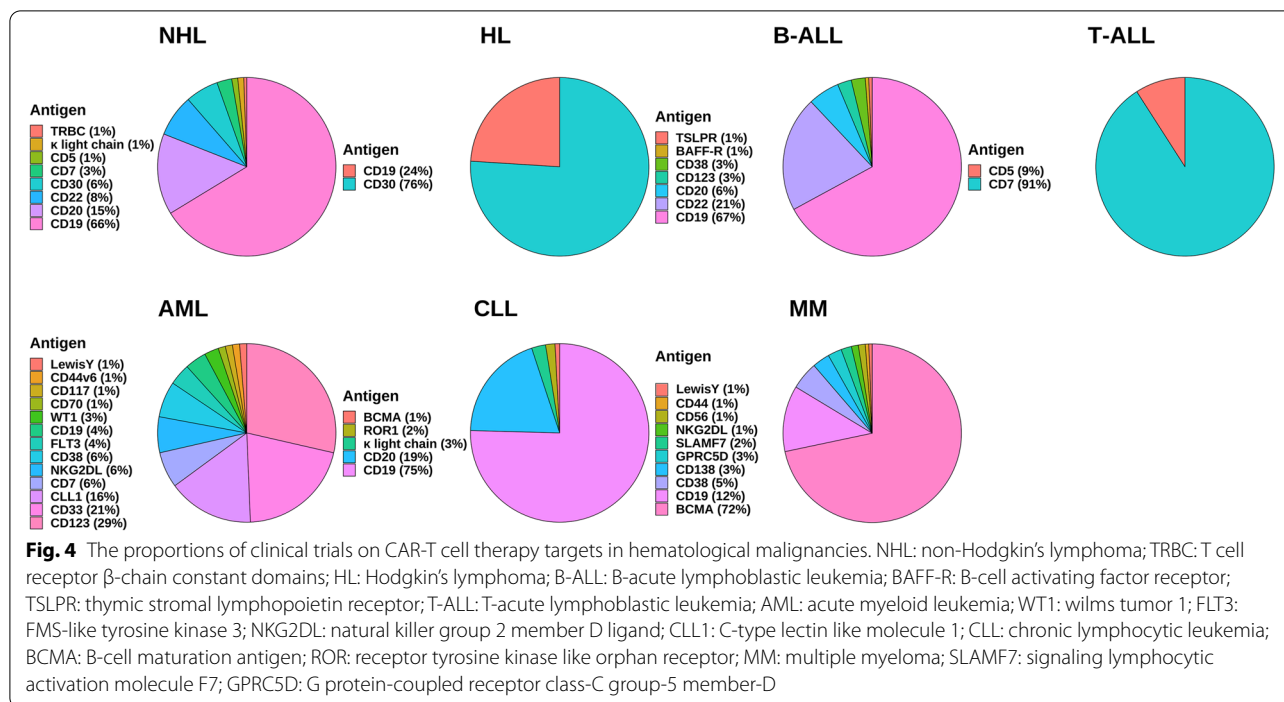 NHL
Antigen
TRBC (1%)
κ light chain (1%)
CD5 (1%)
CD7 (3%)
CD30 (6%)
CD22 (8%)
CD20 (15%)
CD19 (66%)
HL
Antigen
CD19 (24%)
CD30 (76%)
B-ALL
Antigen
TSLPR (1%)
BAFF-R (1%)
CD38 (3%)
CD123 (3%)
CD20 (6%)
CD22 (21%)
CD19 (67%)
T-ALL
Antigen
CD5 (9%)
CD7 (91%)
AML
Antigen
LewisY (1%)
CD44v6 (1%)
CD117 (1%)
CD70 (1%)
WT1 (3%)
CD19 (4%)
FLT3 (4%)
CD38 (6%)
NKG2DL (6%)
CD7 (6%)
CLL1 (16%)
CD33 (21%)
CD123 (29%)
CLL
Antigen
BCMA (1%)
ROR1 (2%)
κ light chain (3%)
CD20 (19%)
CD19 (75%)
MM
Antigen
LewisY (1%)
CD44 (1%)
CD56 (1%)
NKG2DL (1%)
SLAMF7 (2%)
GPRC5D (3%)
CD138 (3%)
CD38 (5%)
CD19 (12%)
BCMA (72%)
Fig. 4 The proportions of clinical trials on CAR-T cell therapy targets in hematological malignancies. NHL: non-Hodgkin's lymphoma; TRBC: T cell
receptor β-chain constant domains; HL: Hodgkin's lymphoma; B-ALL: B-acute lymphoblastic leukemia; BAFF-R: B-cell activating factor receptor;
TSLPR: thymic stromal lymphopoietin receptor; T-ALL: T-acute lymphoblastic leukemia; AML: acute myeloid leukemia; WT1: wilms tumor 1; FLT3:
FMS-like tyrosine kinase 3; NKG2DL: natural killer group 2 member D ligand; CLL1: C-type lectin like molecule 1; CLL: chronic lymphocytic leukemia;
BCMA: B-cell maturation antigen; ROR: receptor tyrosine kinase like orphan receptor; MM: multiple myeloma; SLAMF7: signaling lymphocytic
activation molecule F7; GPRC5D: G protein-coupled receptor class-C group-5 member-D